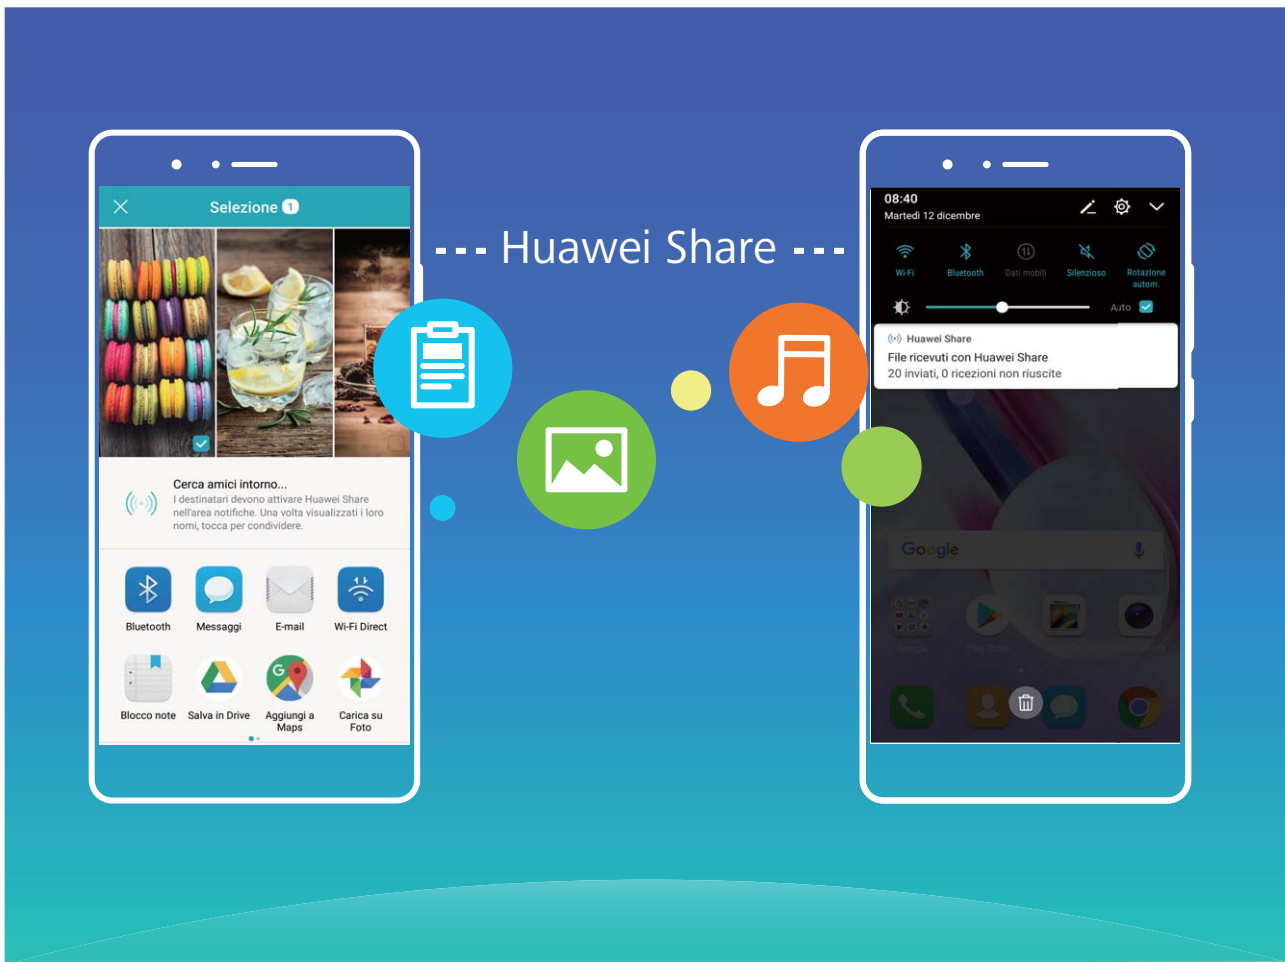 Selezione 1
Cerca amici intorno...
I destinatari devono attivare Huawei Share
nell'area notifiche. Una volta visualizzati i loro
nomi, tocca per condividere.
Bluetooth Messaggi E-mail Wi-Fi Direct
Blocco note Salva in Drive Aggiungi a Maps Carica su Foto
--- Huawei Share ---
08:40
Martedì 12 dicembre
Wi-Fi Bluetooth Dati mobili Silenzioso Rotazione autom.
Auto
Huawei Share
File ricevuti con Huawei Share
20 inviati, 0 ricezioni non riuscite
Google
Google Play Store